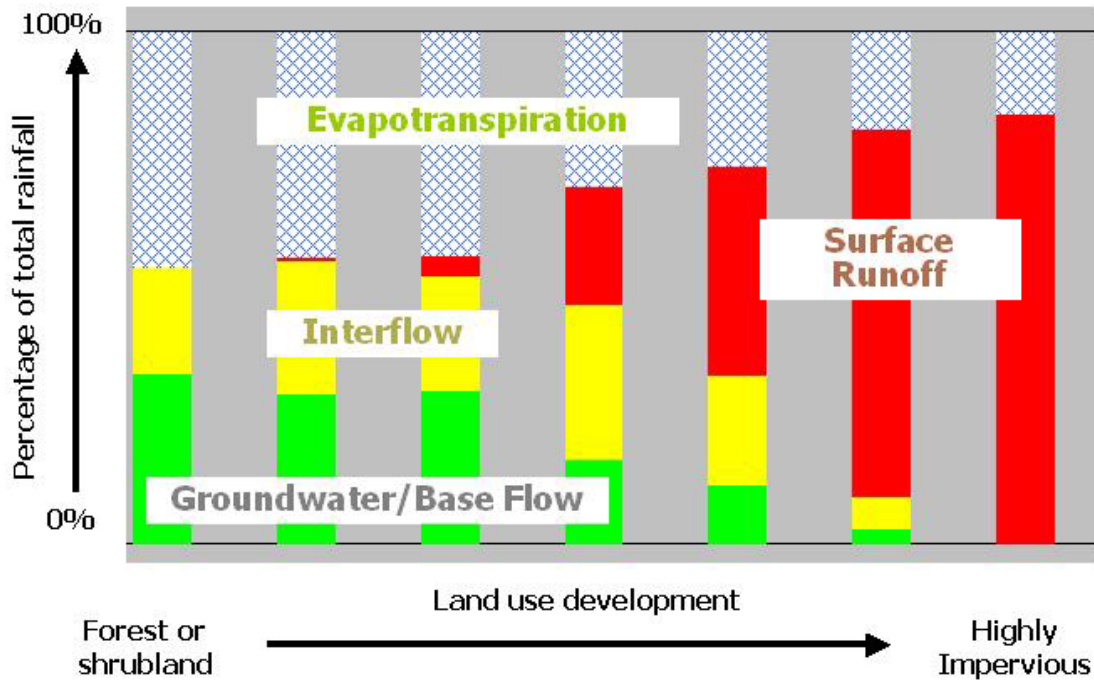 100%
Percentage of total rainfall
0%
Evapotranspiration
Surface
Runoff
Interflow
Groundwater/Base Flow
Land use development
Forest or
shrubland
Highly
Impervious